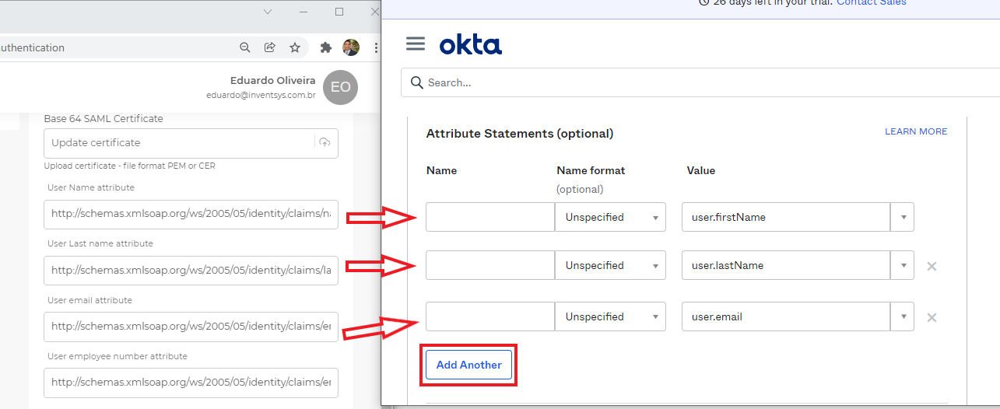 uthentication
Eduardo Oliveira
eduardo@inventsys.com.br
EO
Base 64 SAML Certificate
Update certificate
Upload certificate - file format PEM or CER
User Name attribute
http://schemas.xmlsoap.org/ws/2005/05/identity/claims/na
User Last name attribute
http://schemas.xmlsoap.org/ws/2005/05/identity/claims/la
User email attribute
http://schemas.xmlsoap.org/ws/2005/05/identity/claims/er
User employee number attribute
http://schemas.xmlsoap.org/ws/2005/05/identity/claims/er
26 days left in your trial. Contact Sales
okta
Search...
Attribute Statements (optional)
LEARN MORE
Name Name format Value
(optional)
Unspecified user.firstName
Unspecified user.lastName
Unspecified user.email
Add Another